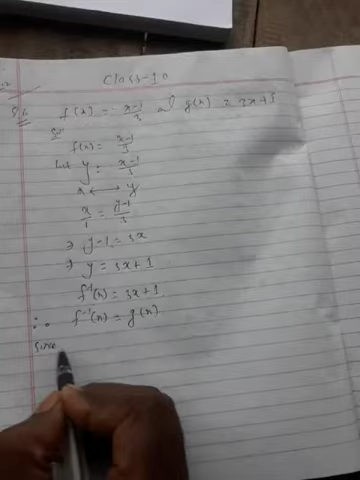 Class-10
f(x) = x-1/3 and g(x) = 3x+1
Sol
f(x) = x-1/3
let y = x-1/3
x ↔ y
x/1 = y-1/3
⇒ y-1 = 3x
⇒ y = 3x+1
f⁻¹(x) = 3x+1
∴ f⁻¹(x) = g(x)